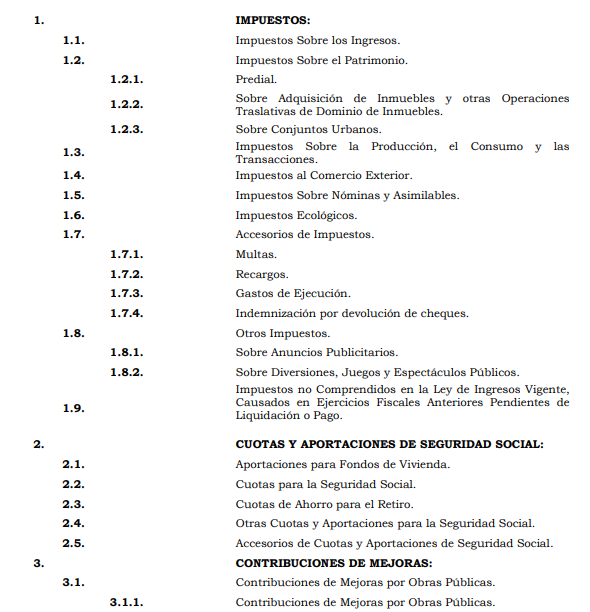 1. IMPUESTOS:
1.1. Impuestos Sobre los Ingresos.
1.2. Impuestos Sobre el Patrimonio.
1.2.1. Predial.
1.2.2. Sobre Adquisición de Inmuebles y otras Operaciones
Traslativas de Dominio de Inmuebles.
1.2.3. Sobre Conjuntos Urbanos.
1.3. Impuestos Sobre la Producción, el Consumo y las
Transacciones.
1.4. Impuestos al Comercio Exterior.
1.5. Impuestos Sobre Nóminas y Asimilables.
1.6. Impuestos Ecológicos.
1.7. Accesorios de Impuestos.
1.7.1. Multas.
1.7.2. Recargos.
1.7.3. Gastos de Ejecución.
1.7.4. Indemnización por devolución de cheques.
1.8. Otros Impuestos.
1.8.1. Sobre Anuncios Publicitarios.
1.8.2. Sobre Diversiones, Juegos y Espectáculos Públicos.
1.9. Impuestos no Comprendidos en la Ley de Ingresos Vigente,
Causados en Ejercicios Fiscales Anteriores Pendientes de
Liquidación o Pago.
2. CUOTAS Y APORTACIONES DE SEGURIDAD SOCIAL:
2.1. Aportaciones para Fondos de Vivienda.
2.2. Cuotas para la Seguridad Social.
2.3. Cuotas de Ahorro para el Retiro.
2.4. Otras Cuotas y Aportaciones para la Seguridad Social.
2.5. Accesorios de Cuotas y Aportaciones de Seguridad Social.
3. CONTRIBUCIONES DE MEJORAS:
3.1. Contribuciones de Mejoras por Obras Públicas.
3.1.1. Contribuciones de Mejoras por Obras Públicas.